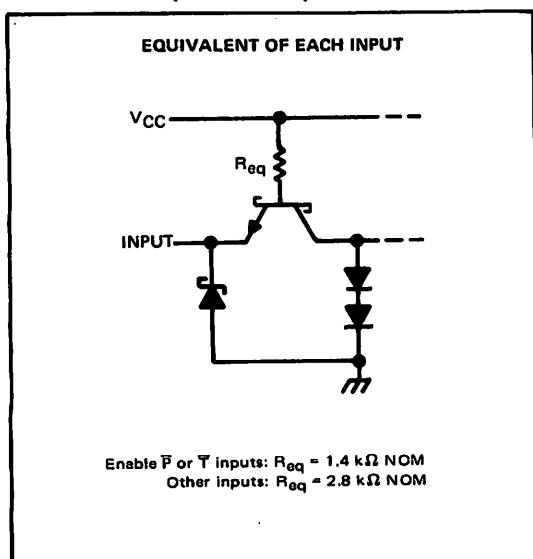 EQUIVALENT OF EACH INPUT
VCC
Req
INPUT
Enable P̅ or T̅ inputs: Req = 1.4 kΩ NOM
Other inputs: Req = 2.8 kΩ NOM